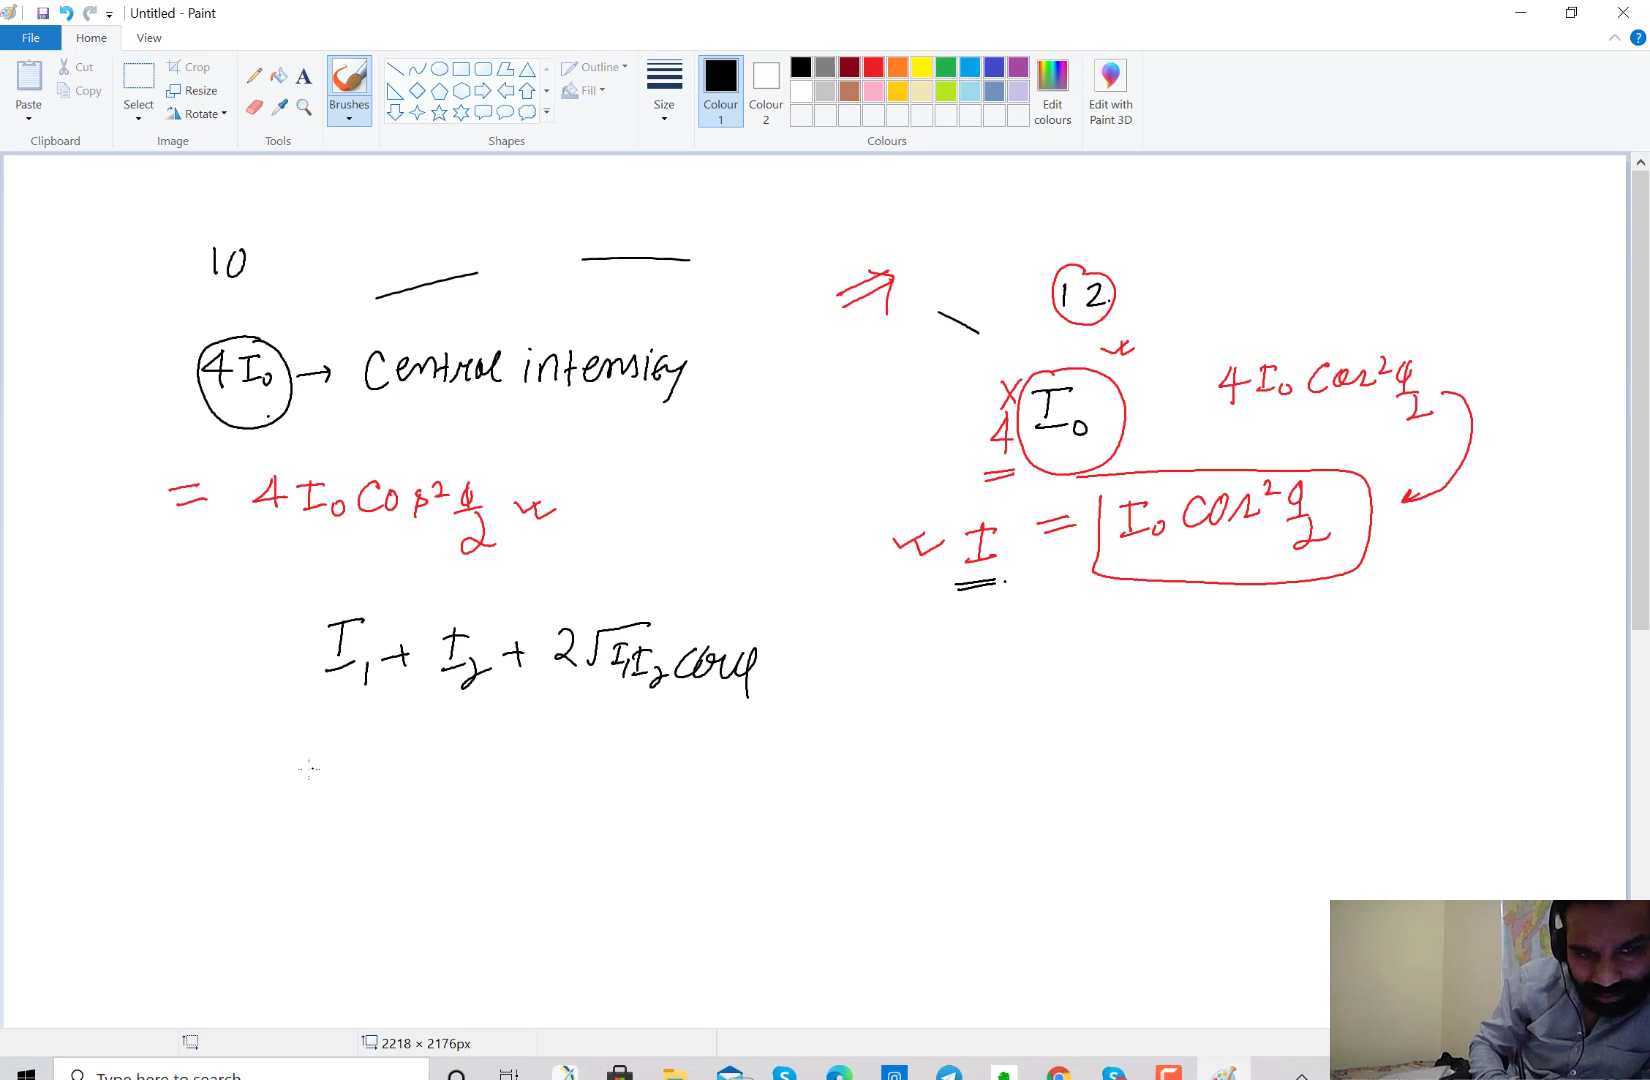 Untitled - Paint
File Home View
Paste
Cut
Copy
Clipboard
Select
Crop
Resize
Rotate
Image
A
Tools
Brushes
Shapes
Outline
Fill
Size
Colour 1
Colour 2
Edit colours
Edit with Paint 3D
Colours
10
12.
4I₀ → Central intensity
x 4 I₀
4I₀ Cos²φ/2
= 4I₀ Cos²φ/2
I = I₀ cos²φ/2
I₁ + I₂ + 2√I₁I₂ cosφ
2218 × 2176px
Type here to search